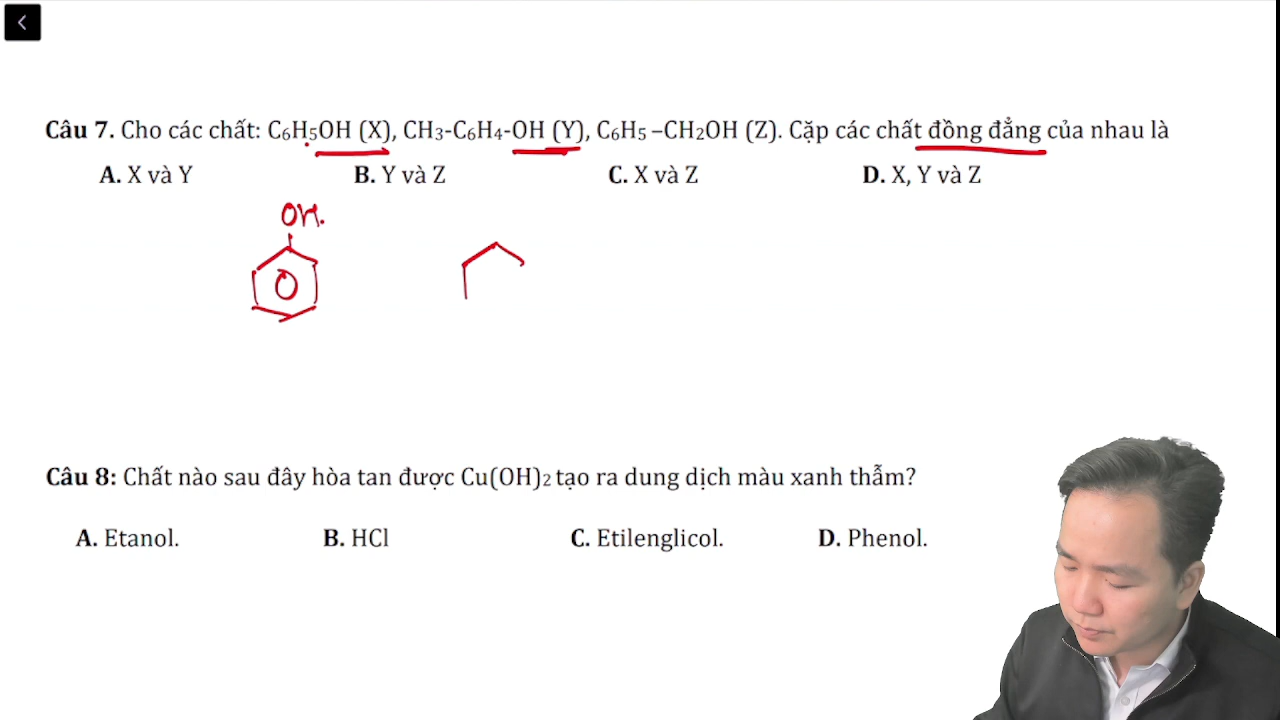 Câu 7. Cho các chất: C₆H₅OH (X), CH₃-C₆H₄-OH (Y), C₆H₅ –CH₂OH (Z). Cặp các chất đồng đẳng của nhau là
A. X và Y B. Y và Z C. X và Z D. X, Y và Z
OH
Câu 8: Chất nào sau đây hòa tan được Cu(OH)₂ tạo ra dung dịch màu xanh thẫm?
A. Etanol. B. HCl C. Etilenglicol. D. Phenol.